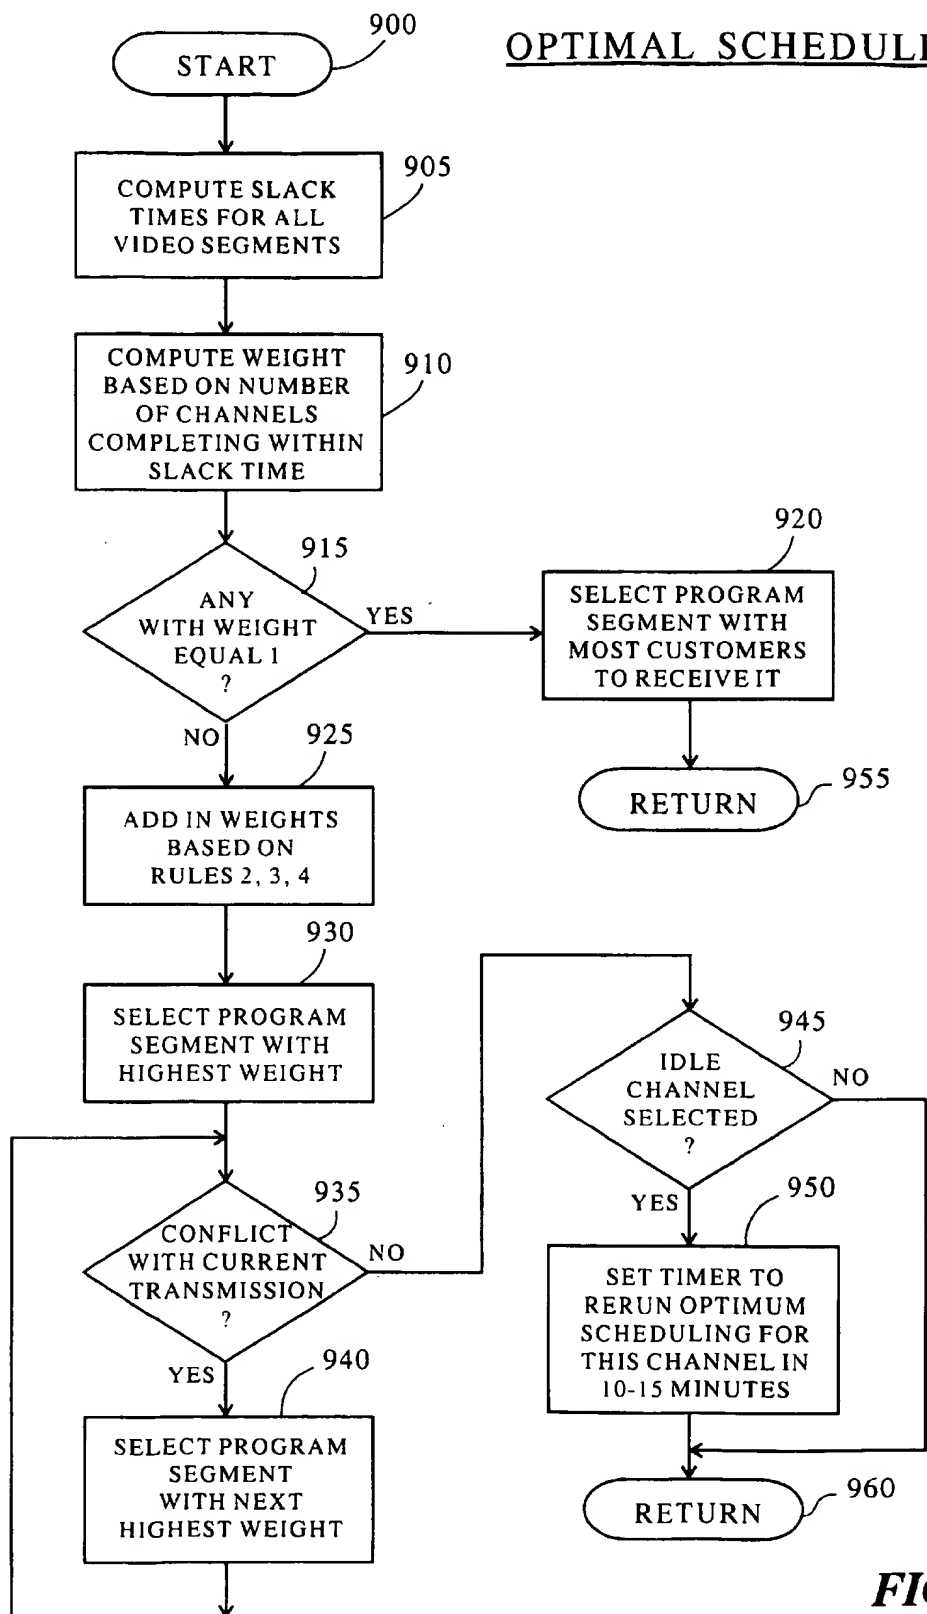 OPTIMAL SCHEDULI
START
900
COMPUTE SLACK
TIMES FOR ALL
VIDEO SEGMENTS
905
COMPUTE WEIGHT
BASED ON NUMBER
OF CHANNELS
COMPLETING WITHIN
SLACK TIME
910
ANY
WITH WEIGHT
EQUAL 1
?
915
YES
NO
SELECT PROGRAM
SEGMENT WITH
MOST CUSTOMERS
TO RECEIVE IT
920
RETURN
955
ADD IN WEIGHTS
BASED ON
RULES 2, 3, 4
925
SELECT PROGRAM
SEGMENT WITH
HIGHEST WEIGHT
930
CONFLICT
WITH CURRENT
TRANSMISSION
?
935
NO
YES
SELECT PROGRAM
SEGMENT
WITH NEXT
HIGHEST WEIGHT
940
IDLE
CHANNEL
SELECTED
?
945
NO
YES
SET TIMER TO
RERUN OPTIMUM
SCHEDULING FOR
THIS CHANNEL IN
10-15 MINUTES
950
RETURN
960
FIG